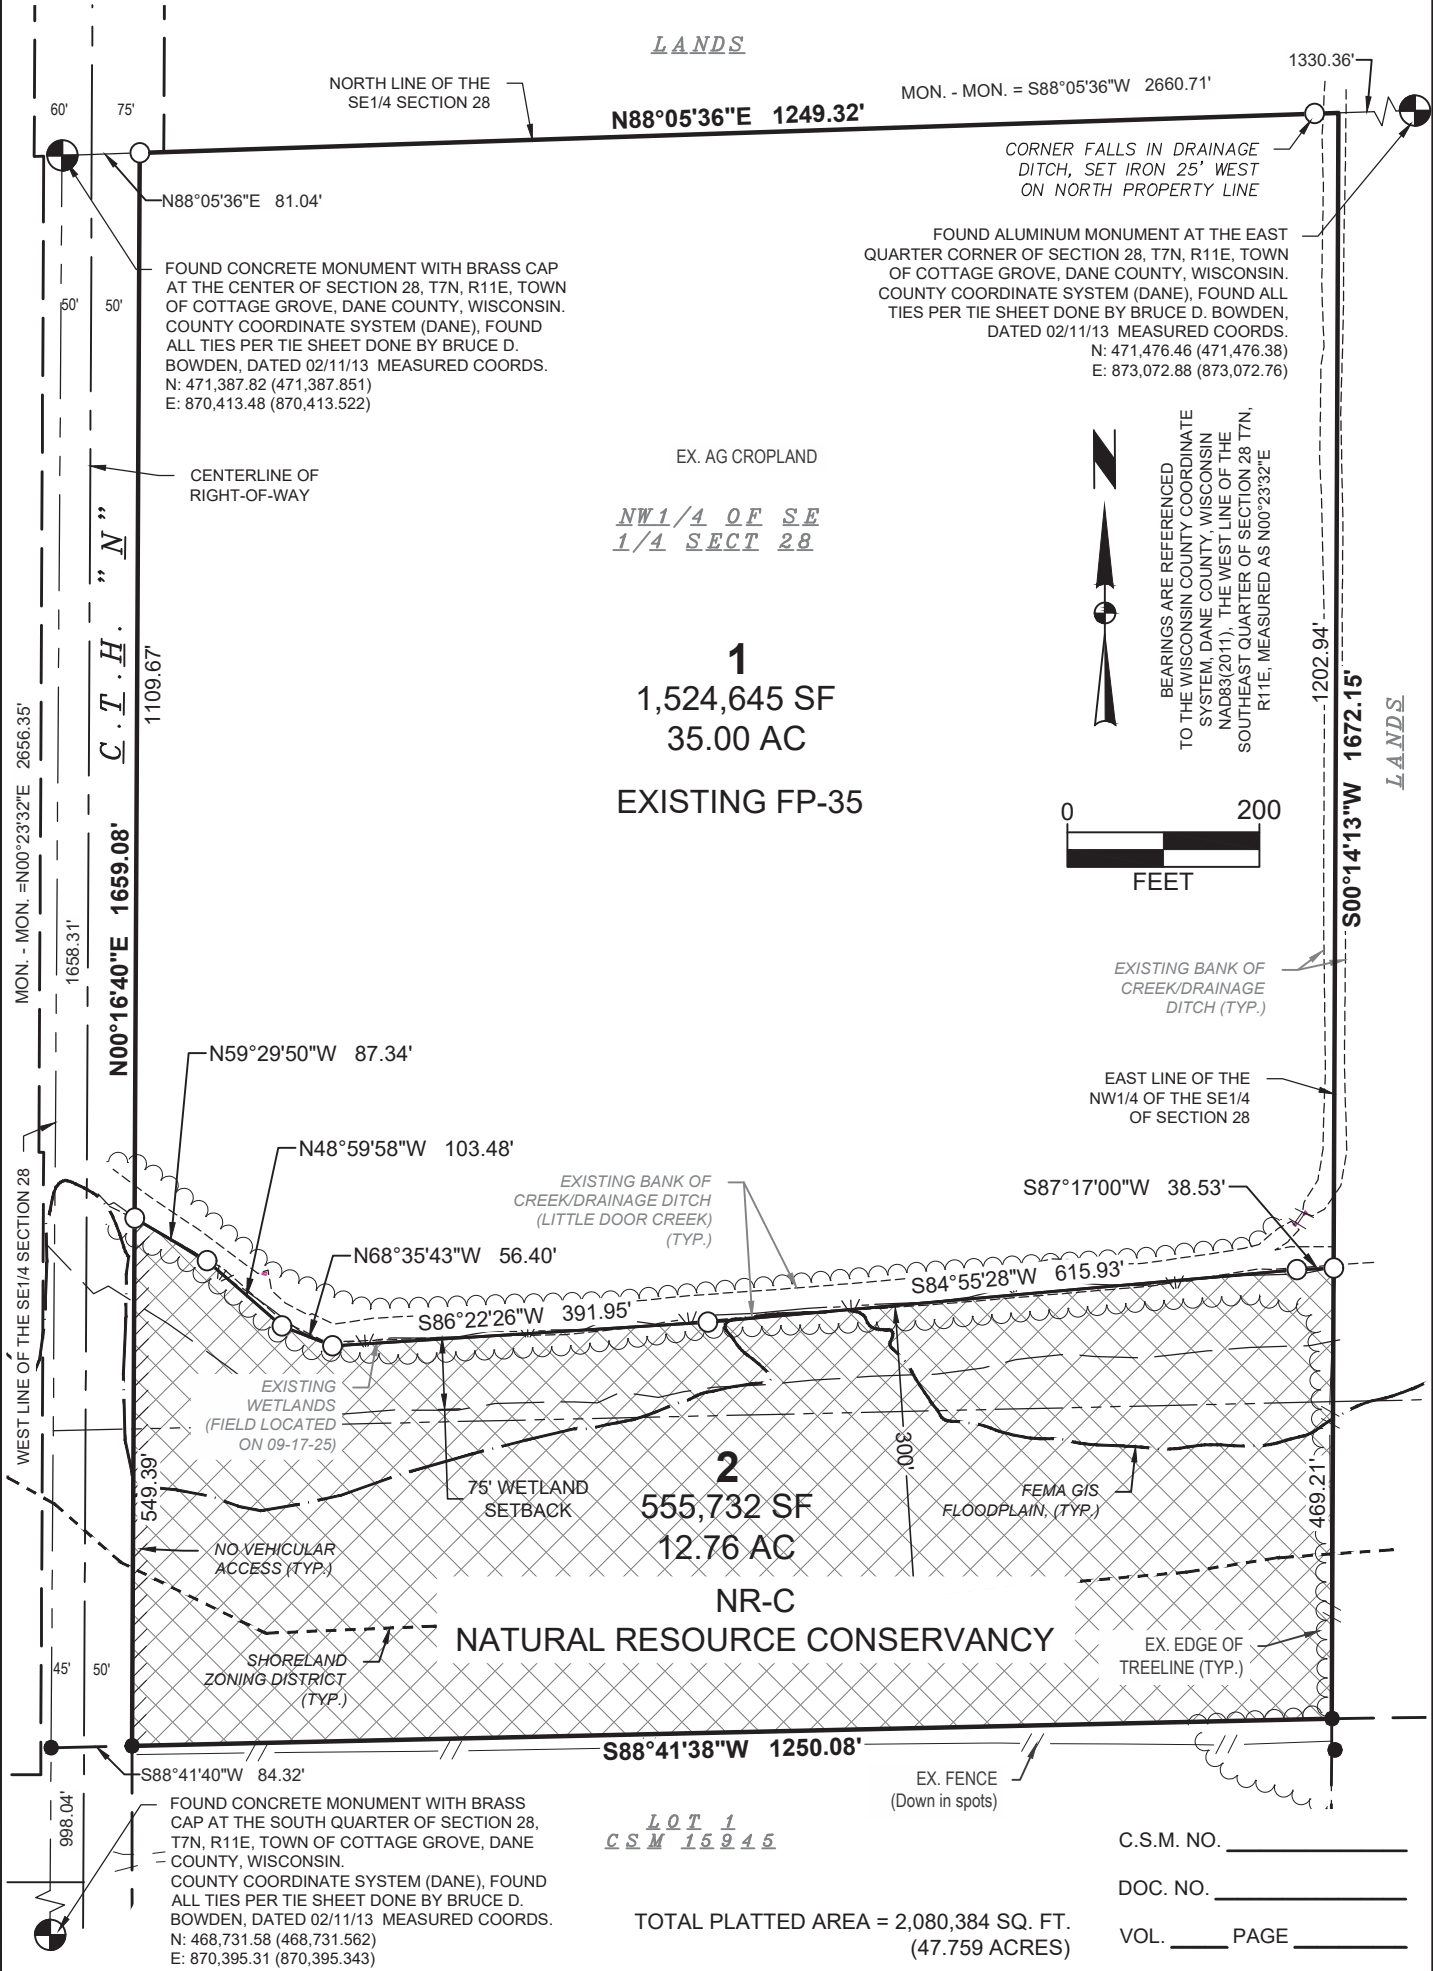 LANDS
NORTH LINE OF THE
SE1/4 SECTION 28
1330.36'
MON. - MON. = S88°05'36"W 2660.71'
N88°05'36"E 1249.32'
60'
75'
CORNER FALLS IN DRAINAGE
DITCH, SET IRON 25' WEST
ON NORTH PROPERTY LINE
N88°05'36"E 81.04'
FOUND ALUMINUM MONUMENT AT THE EAST
QUARTER CORNER OF SECTION 28, T7N, R11E, TOWN
OF COTTAGE GROVE, DANE COUNTY, WISCONSIN.
COUNTY COORDINATE SYSTEM (DANE), FOUND ALL
TIES PER TIE SHEET DONE BY BRUCE D. BOWDEN,
DATED 02/11/13 MEASURED COORDS.
N: 471,476.46 (471,476.38)
E: 873,072.88 (873,072.76)
FOUND CONCRETE MONUMENT WITH BRASS CAP
AT THE CENTER OF SECTION 28, T7N, R11E, TOWN
OF COTTAGE GROVE, DANE COUNTY, WISCONSIN.
COUNTY COORDINATE SYSTEM (DANE), FOUND
ALL TIES PER TIE SHEET DONE BY BRUCE D.
BOWDEN, DATED 02/11/13 MEASURED COORDS.
N: 471,387.82 (471,387.851)
E: 870,413.48 (870,413.522)
50'
50'
CENTERLINE OF
RIGHT-OF-WAY
EX. AG CROPLAND
NW1/4 OF SE
1/4 SECT 28
N
BEARINGS ARE REFERENCED
TO THE WISCONSIN COUNTY COORDINATE
SYSTEM, DANE COUNTY, WISCONSIN
NAD83(2011), THE WEST LINE OF THE
SOUTHEAST QUARTER OF SECTION 28 T7N,
R11E, MEASURED AS N00°23'32"E
C.T.H. "N"
1109.67'
1
1,524,645 SF
35.00 AC
EXISTING FP-35
1202.94'
S00°14'13"W 1672.15'
LANDS
0
200
FEET
MON. - MON. =N00°23'32"E 2656.35'
1658.31'
N00°16'40"E 1659.08'
EXISTING BANK OF
CREEK/DRAINAGE
DITCH (TYP.)
N59°29'50"W 87.34'
EAST LINE OF THE
NW1/4 OF THE SE1/4
OF SECTION 28
N48°59'58"W 103.48'
EXISTING BANK OF
CREEK/DRAINAGE DITCH
(LITTLE DOOR CREEK)
(TYP.)
S87°17'00"W 38.53'
WEST LINE OF THE SE1/4 SECTION 28
N68°35'43"W 56.40'
S84°55'28"W 615.93'
S86°22'26"W 391.95'
EXISTING
WETLANDS
(FIELD LOCATED
ON 09-17-25)
300'
75' WETLAND
SETBACK
2
555,732 SF
12.76 AC
NR-C
NATURAL RESOURCE CONSERVANCY
FEMA GIS
FLOODPLAIN, (TYP.)
549.39'
469.21'
NO VEHICULAR
ACCESS (TYP.)
SHORELAND
ZONING DISTRICT
(TYP.)
EX. EDGE OF
TREELINE (TYP.)
45'
50'
S88°41'38"W 1250.08'
S88°41'40"W 84.32'
EX. FENCE
(Down in spots)
998.04'
FOUND CONCRETE MONUMENT WITH BRASS
CAP AT THE SOUTH QUARTER OF SECTION 28,
T7N, R11E, TOWN OF COTTAGE GROVE, DANE
COUNTY, WISCONSIN.
COUNTY COORDINATE SYSTEM (DANE), FOUND
ALL TIES PER TIE SHEET DONE BY BRUCE D.
BOWDEN, DATED 02/11/13 MEASURED COORDS.
N: 468,731.58 (468,731.562)
E: 870,395.31 (870,395.343)
LOT 1
CSM 15945
TOTAL PLATTED AREA = 2,080,384 SQ. FT.
(47.759 ACRES)
C.S.M. NO.
DOC. NO.
VOL. PAGE